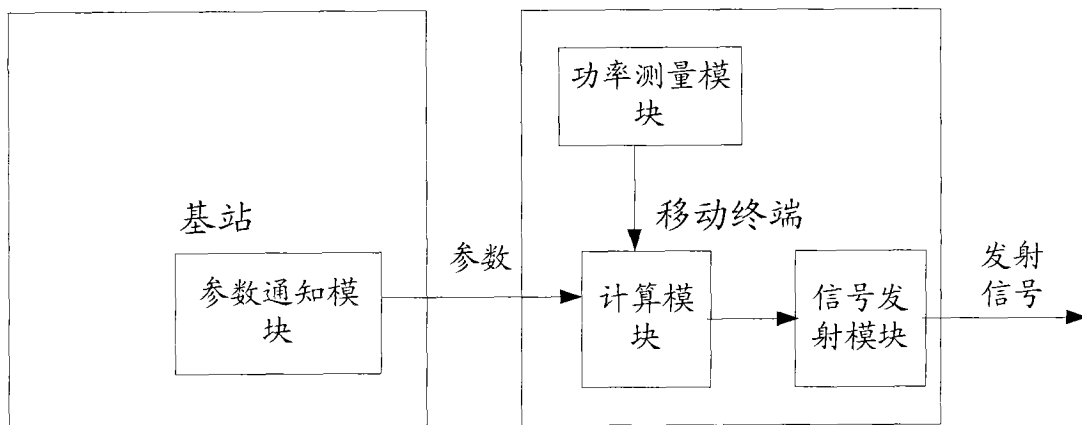 功率测量模
块
基站
移动终端
参数通知模
块
参数
计算模
块
信号发
射模块
发射
信号